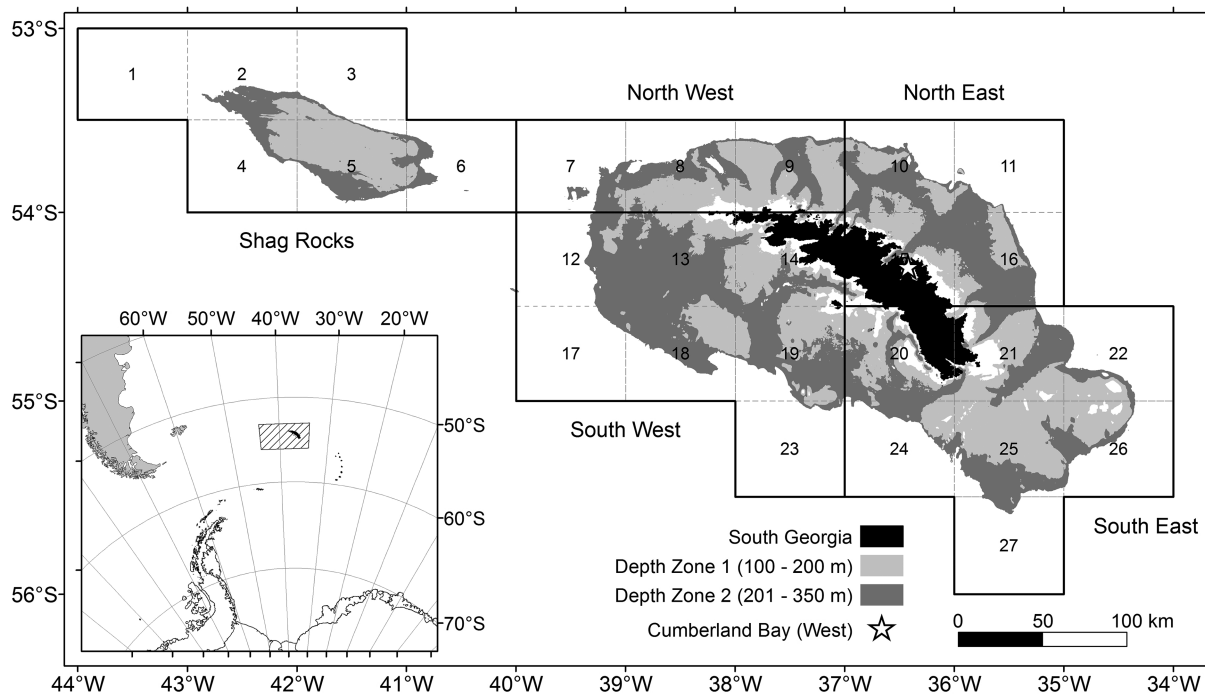 53°S
54°S
55°S
56°S
1 2 3
4 5 6
Shag Rocks
North West
North East
7 8 9 10 11
12 13 14 15 16
17 18 19 20 21 22
23 24 25 26
27
South West
South East
60°W 50°W 40°W 30°W 20°W
50°S
60°S
70°S
South Georgia
Depth Zone 1 (100 - 200 m)
Depth Zone 2 (201 - 350 m)
Cumberland Bay (West)
0 50 100 km
44°W 43°W 42°W 41°W 40°W 39°W 38°W 37°W 36°W 35°W 34°W